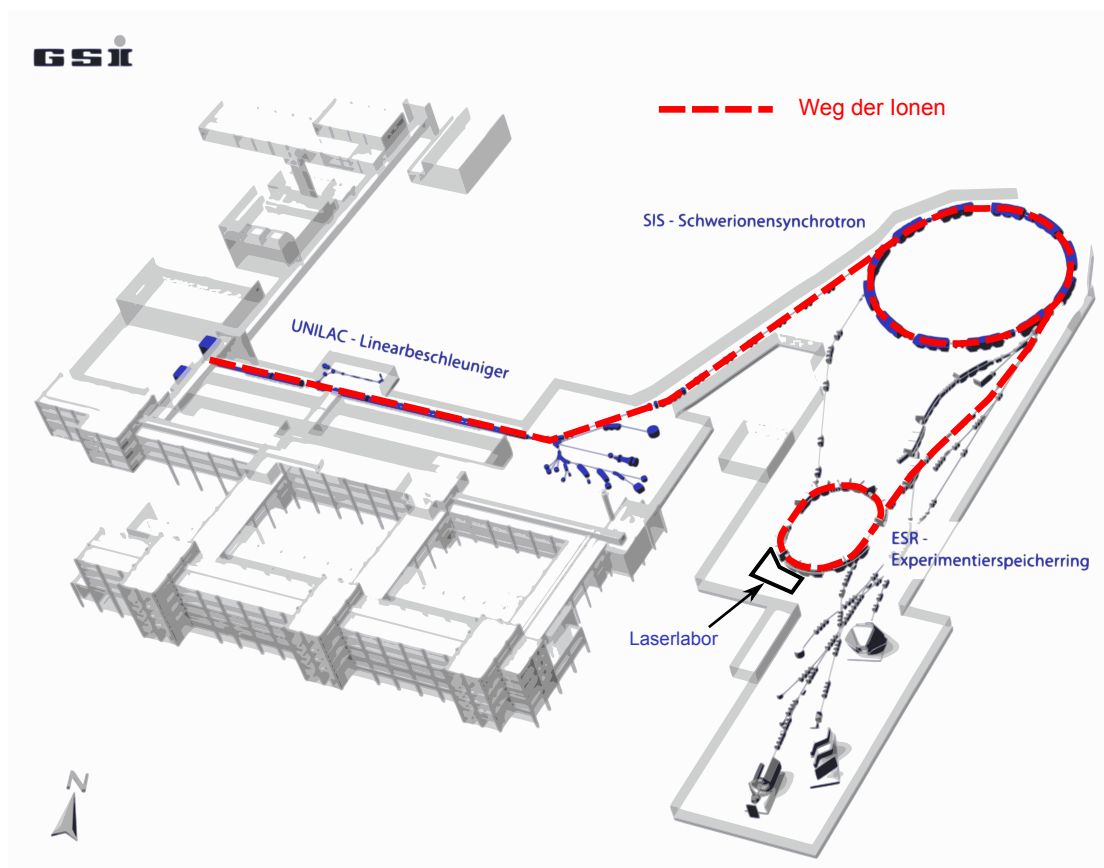 GSI
Weg der Ionen
SIS - Schwerionensynchrotron
UNILAC - Linearbeschleuniger
ESR -
Experimentierspeicherring
Laserlabor
N